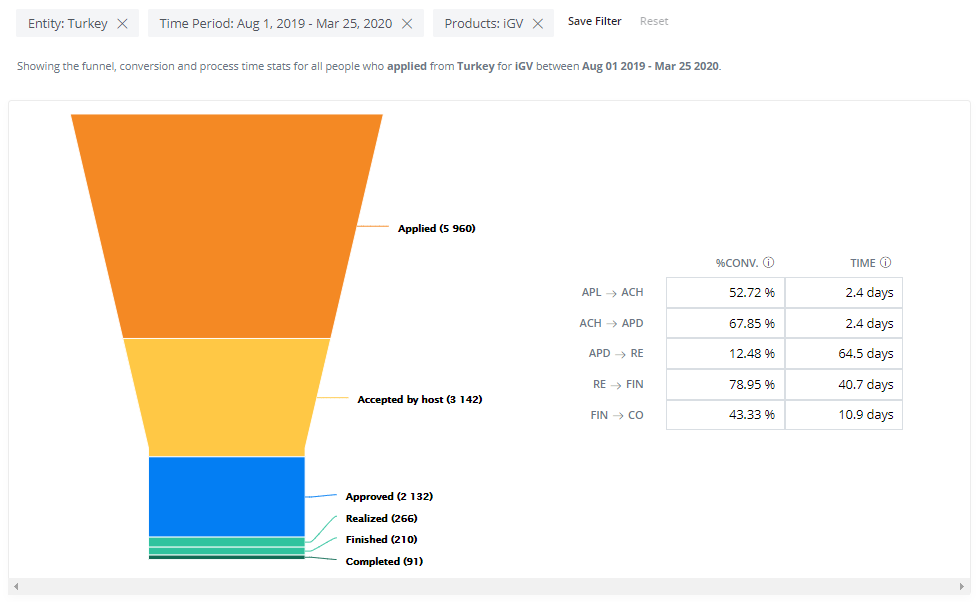 Entity: Turkey
Time Period: Aug 1, 2019 - Mar 25, 2020
Products: iGV
Save Filter
Reset
Showing the funnel, conversion and process time stats for all people who applied from Turkey for iGV between Aug 01 2019 - Mar 25 2020.
Applied (5 960)
Accepted by host (3 142)
Approved (2 132)
Realized (266)
Finished (210)
Completed (91)
%CONV. TIME
APL → ACH 52.72 % 2.4 days
ACH → APD 67.85 % 2.4 days
APD → RE 12.48 % 64.5 days
RE → FIN 78.95 % 40.7 days
FIN → CO 43.33 % 10.9 days